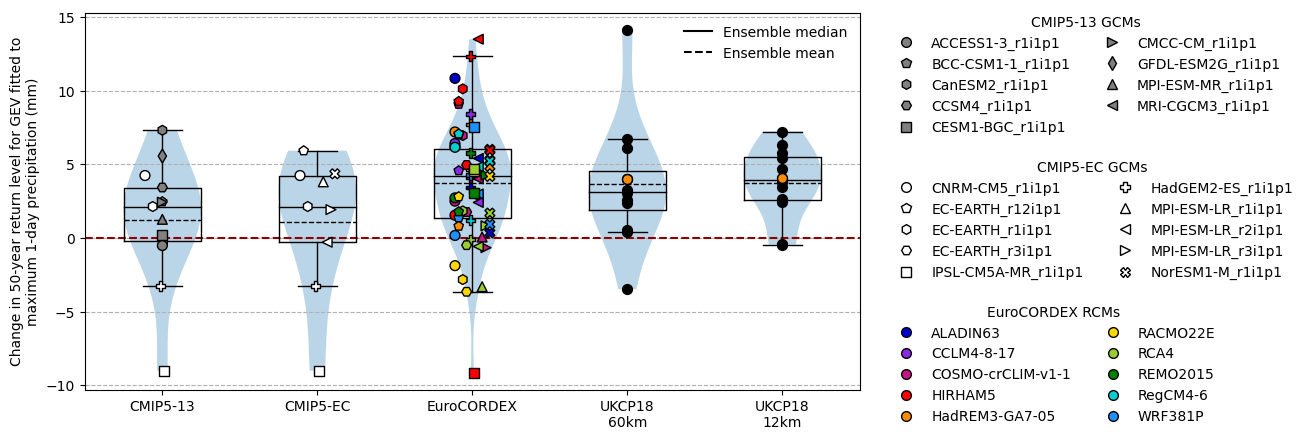 Change in 50-year return level for GEV fitted to
maximum 1-day precipitation (mm)
15
10
5
0
−5
−10
Ensemble median
Ensemble mean
CMIP5-13
CMIP5-EC
EuroCORDEX
UKCP18
60km
UKCP18
12km
CMIP5-13 GCMs
ACCESS1-3_r1i1p1
BCC-CSM1-1_r1i1p1
CanESM2_r1i1p1
CCSM4_r1i1p1
CESM1-BGC_r1i1p1
CMCC-CM_r1i1p1
GFDL-ESM2G_r1i1p1
MPI-ESM-MR_r1i1p1
MRI-CGCM3_r1i1p1
CMIP5-EC GCMs
CNRM-CM5_r1i1p1
EC-EARTH_r12i1p1
EC-EARTH_r1i1p1
EC-EARTH_r3i1p1
IPSL-CM5A-MR_r1i1p1
HadGEM2-ES_r1i1p1
MPI-ESM-LR_r1i1p1
MPI-ESM-LR_r2i1p1
MPI-ESM-LR_r3i1p1
NorESM1-M_r1i1p1
EuroCORDEX RCMs
ALADIN63
CCLM4-8-17
COSMO-crCLIM-v1-1
HIRHAM5
HadREM3-GA7-05
RACMO22E
RCA4
REMO2015
RegCM4-6
WRF381P